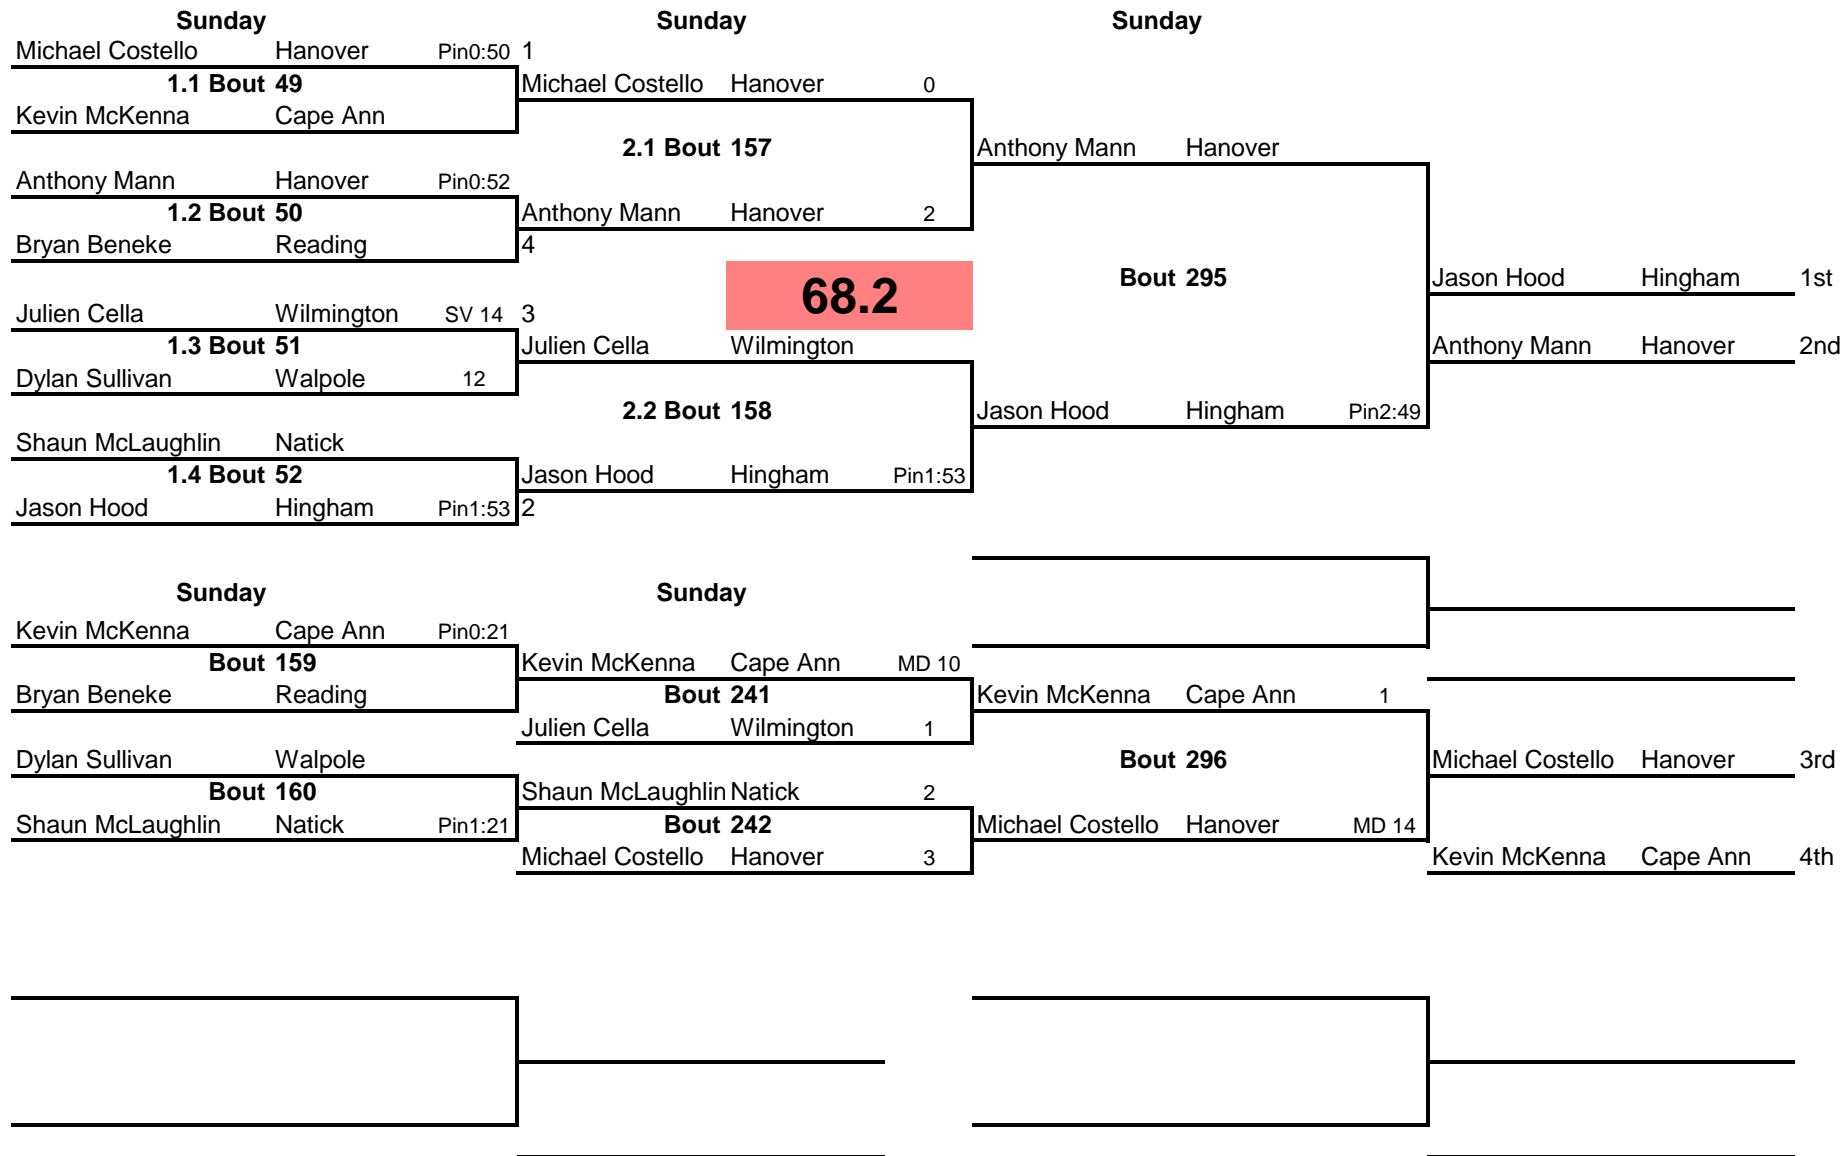 Sunday Sunday Sunday
Michael Costello Hanover Pin0:50 1
1.1 Bout 49 Michael Costello Hanover 0
Kevin McKenna Cape Ann
2.1 Bout 157 Anthony Mann Hanover
Anthony Mann Hanover Pin0:52
1.2 Bout 50 Anthony Mann Hanover 2
Bryan Beneke Reading 4
68.2 Bout 295 Jason Hood Hingham 1st
Julien Cella Wilmington SV 14 3
1.3 Bout 51 Julien Cella Wilmington Anthony Mann Hanover 2nd
Dylan Sullivan Walpole 12
2.2 Bout 158 Jason Hood Hingham Pin2:49
Shaun McLaughlin Natick
1.4 Bout 52 Jason Hood Hingham Pin1:53
Jason Hood Hingham Pin1:53 2
Sunday Sunday
Kevin McKenna Cape Ann Pin0:21
Bout 159 Kevin McKenna Cape Ann MD 10
Bryan Beneke Reading Bout 241 Kevin McKenna Cape Ann 1
Julien Cella Wilmington 1
Dylan Sullivan Walpole Bout 296 Michael Costello Hanover 3rd
Bout 160 Shaun McLaughlin Natick 2
Shaun McLaughlin Natick Pin1:21 Bout 242 Michael Costello Hanover MD 14
Michael Costello Hanover 3 Kevin McKenna Cape Ann 4th